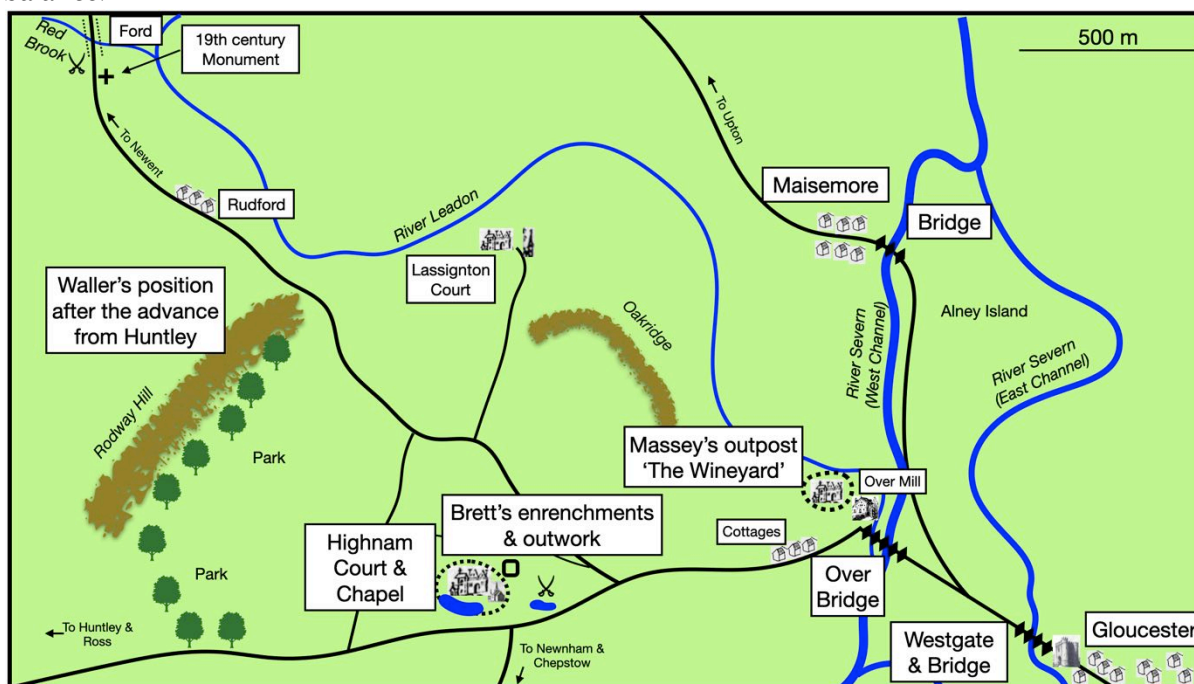 Ford
Red
Brook
19th century
Monument
500 m
To Newent
To Upton
Rudford
Maisemore
Bridge
River Leadon
Lassignton
Court
Waller's position
after the advance
from Huntley
Oakridge
Alney Island
River Severn
(West Channel)
River Severn
(East Channel)
Rodway Hill
Park
Massey's outpost
'The Wineyard'
Over Mill
Brett's enrenchments
& outwork
Cottages
Highnam
Court &
Chapel
Park
Over
Bridge
To Huntley &
Ross
To Newnham &
Chepstow
Westgate
& Bridge
Gloucester